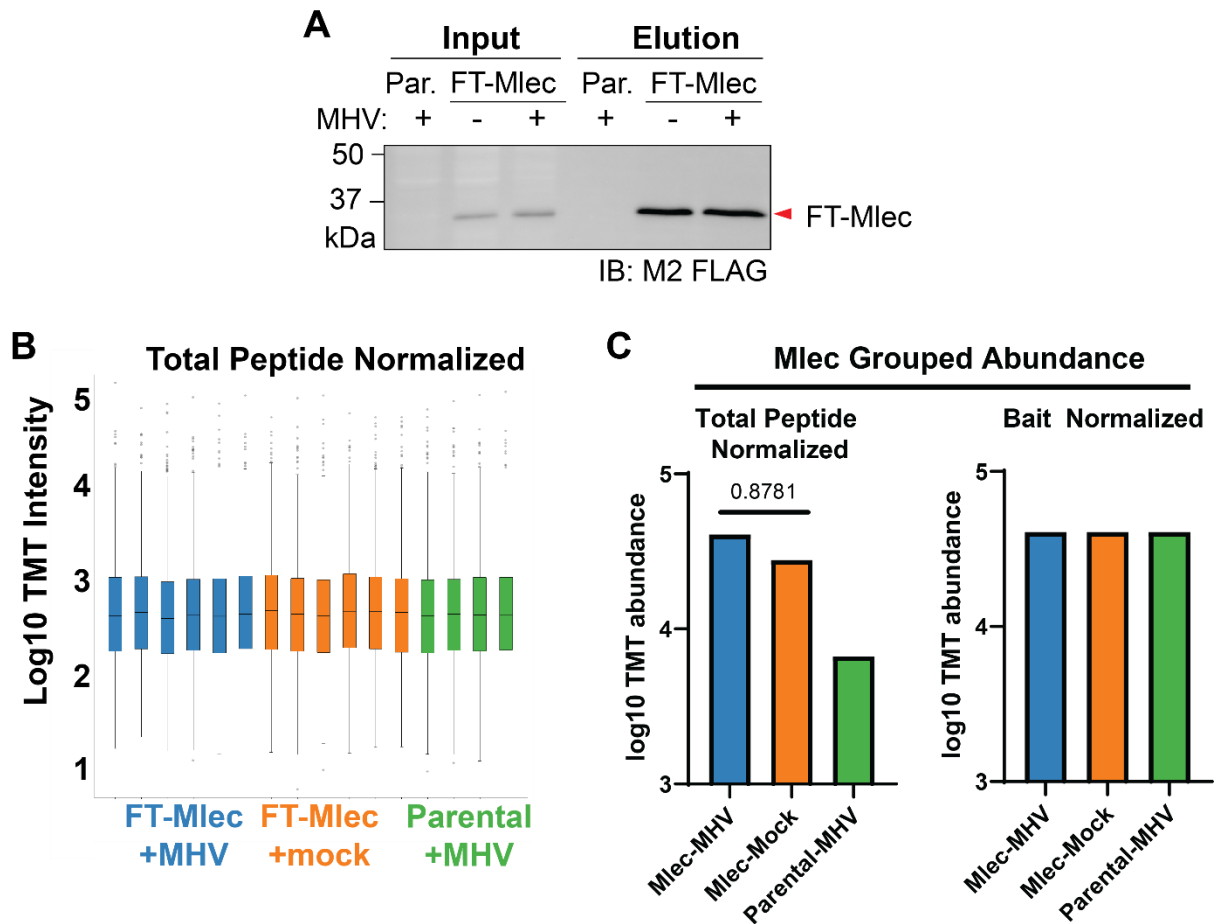 A
Input Elution
Par. FT-Mlec Par. FT-Mlec
MHV: + - + + - +
50
37
kDa
FT-Mlec
IB: M2 FLAG
B
Total Peptide Normalized
Log10 TMT Intensity
5
4
3
2
1
FT-Mlec +MHV
FT-Mlec +mock
Parental +MHV
C
Mlec Grouped Abundance
Total Peptide
Normalized
log10 TMT abundance
5
4
3
0.8781
Mlec-MHV
Mlec-Mock
Parental-MHV
Bait Normalized
log10 TMT abundance
5
4
3
Mlec-MHV
Mlec-Mock
Parental-MHV